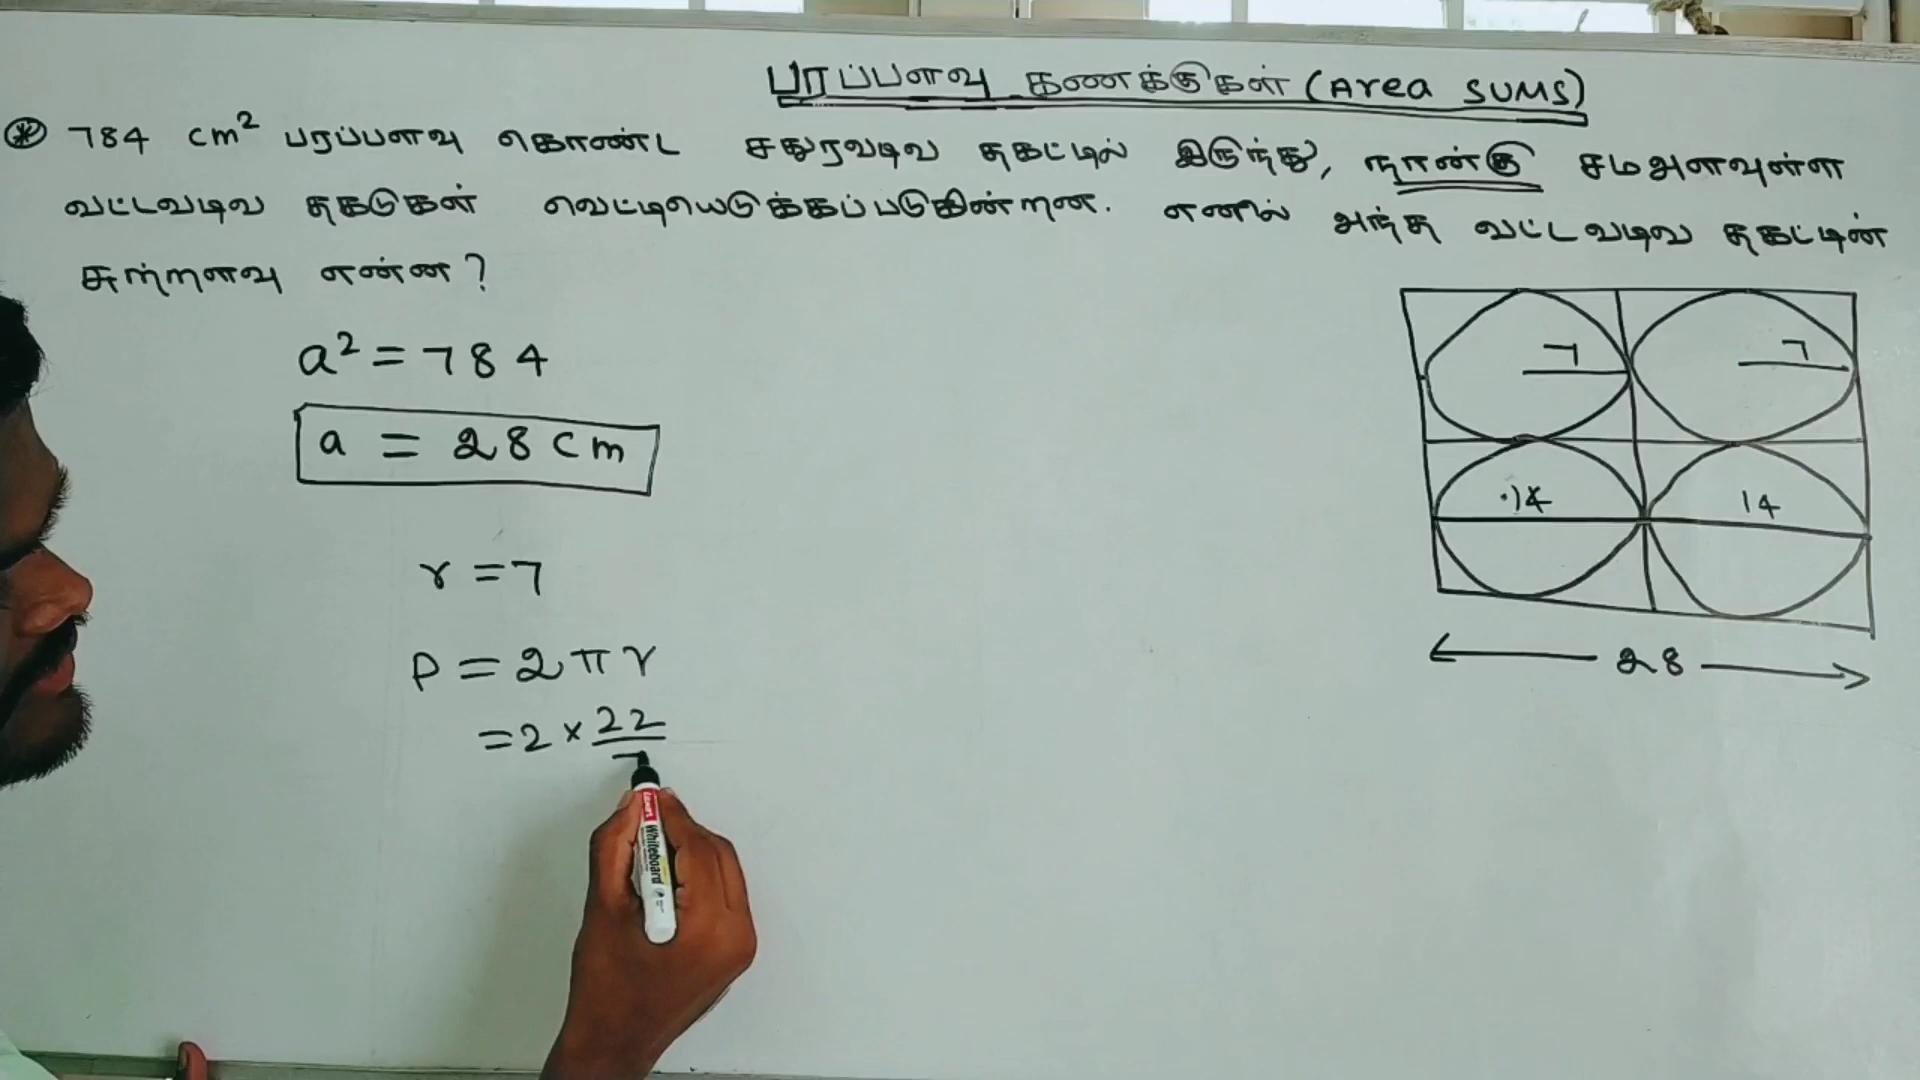 பரப்பளவு கணக்குகள் (Area SUMS)
784 cm² பரப்பளவு கொண்ட சதுரவடிவ தகட்டில் இருந்து, நான்கு சமஅளவுள்ள
வட்டவடிவ தகடுகள் வெட்டியெடுக்கப்படுகின்றன. எனில் அந்த வட்டவடிவ தகட்டின்
சுற்றளவு என்ன?
a² = 784
a = 28 cm
r = 7
P = 2πr
= 2 × 22/7
7
7
14
14
28
Whiteboard